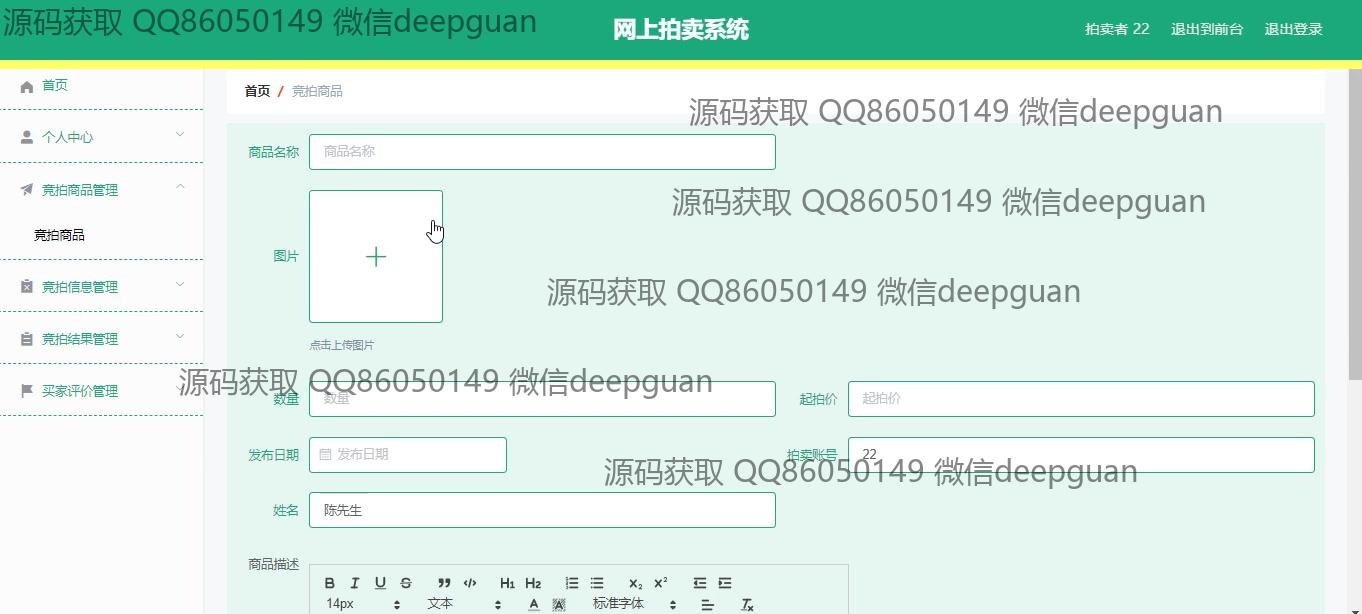 源码获取 QQ86050149 微信deepguan
网上拍卖系统
拍卖者 22 退出到前台 退出登录
首页
首页 / 竞拍商品
源码获取 QQ86050149 微信deepguan
个人中心
商品名称 商品名称
竞拍商品管理
源码获取 QQ86050149 微信deepguan
竞拍商品
图片
竞拍信息管理
源码获取 QQ86050149 微信deepguan
竞拍结果管理
点击上传图片
买家评价管理
源码获取 QQ86050149 微信deepguan
数量 数量 起拍价 起拍价
发布日期 发布日期 拍卖账号 22
源码获取 QQ86050149 微信deepguan
姓名 陈先生
商品描述
B I U S H1 H2 X2 X2
14px 文本 A A 标准字体 Tx